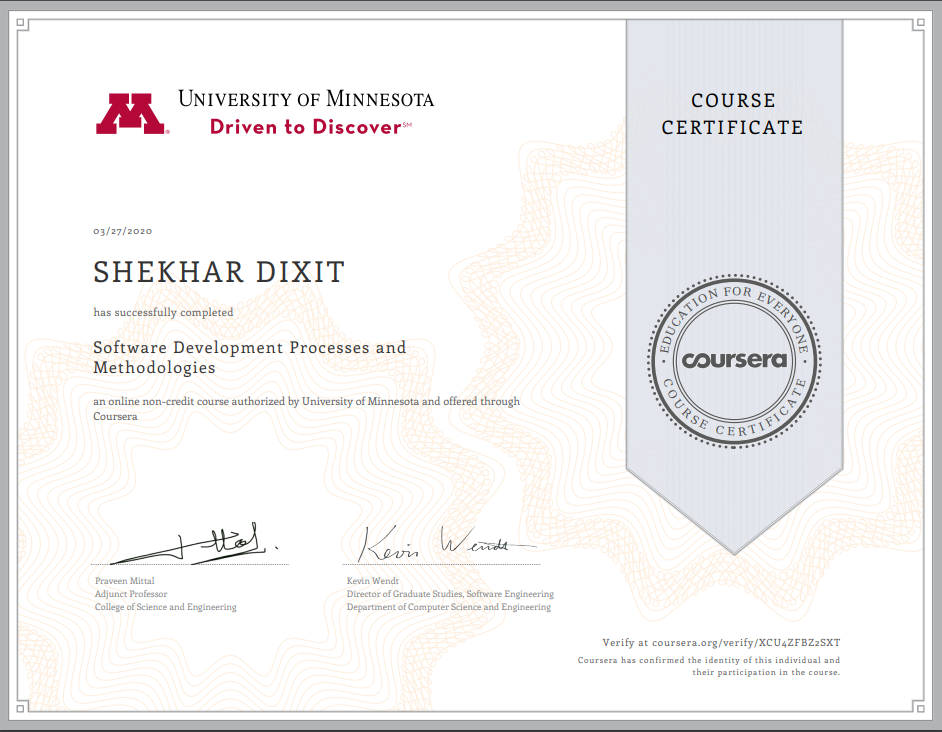 UNIVERSITY OF MINNESOTA
Driven to Discover℠
COURSE
CERTIFICATE
03/27/2020
SHEKHAR DIXIT
has successfully completed
Software Development Processes and
Methodologies
an online non-credit course authorized by University of Minnesota and offered through
Coursera
EDUCATION FOR EVERYONE
coursera
COURSE CERTIFICATE
Kevin Wendt
Praveen Mittal
Adjunct Professor
College of Science and Engineering
Kevin Wendt
Director of Graduate Studies, Software Engineering
Department of Computer Science and Engineering
Verify at coursera.org/verify/XCU4ZFBZ2SXT
Coursera has confirmed the identity of this individual and
their participation in the course.